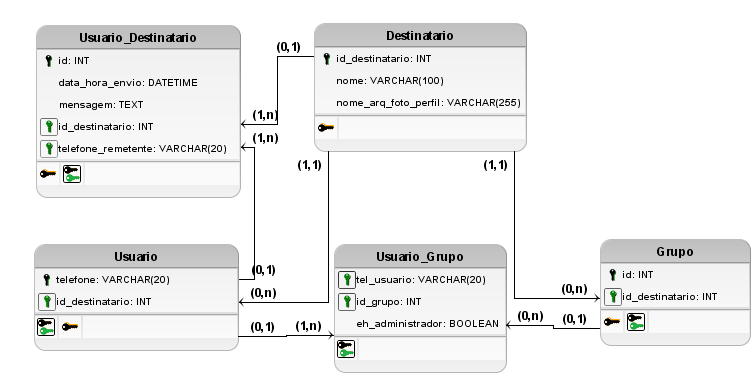 Usuario_Destinatario
id: INT
data_hora_envio: DATETIME
mensagem: TEXT
id_destinatario: INT
telefone_remetente: VARCHAR(20)
(0,1)
(1,n)
(1,n)
Destinatario
id_destinatario: INT
nome: VARCHAR(100)
nome_arq_foto_perfil: VARCHAR(255)
(1,1)
(1,1)
Usuario
telefone: VARCHAR(20)
id_destinatario: INT
(0,1)
(0,n)
(0,1)
(1,n)
Usuario_Grupo
tel_usuario: VARCHAR(20)
id_grupo: INT
eh_administrador: BOOLEAN
(0,n)
(0,n)
(0,1)
Grupo
id: INT
id_destinatario: INT